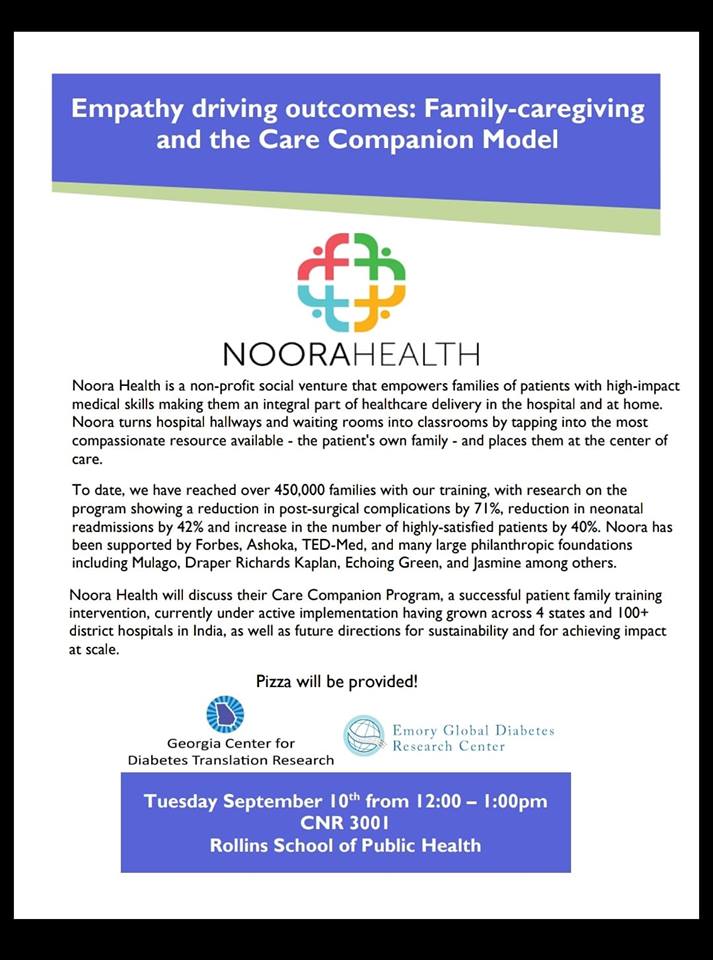 Empathy driving outcomes: Family-caregiving
and the Care Companion Model
NOORAHEALTH
Noora Health is a non-profit social venture that empowers families of patients with high-impact
medical skills making them an integral part of healthcare delivery in the hospital and at home.
Noora turns hospital hallways and waiting rooms into classrooms by tapping into the most
compassionate resource available - the patient's own family - and places them at the center of
care.
To date, we have reached over 450,000 families with our training, with research on the
program showing a reduction in post-surgical complications by 71%, reduction in neonatal
readmissions by 42% and increase in the number of highly-satisfied patients by 40%. Noora has
been supported by Forbes, Ashoka, TED-Med, and many large philanthropic foundations
including Mulago, Draper Richards Kaplan, Echoing Green, and Jasmine among others.
Noora Health will discuss their Care Companion Program, a successful patient family training
intervention, currently under active implementation having grown across 4 states and 100+
district hospitals in India, as well as future directions for sustainability and for achieving impact
at scale.
Pizza will be provided!
Georgia Center for
Diabetes Translation Research
Emory Global Diabetes
Research Center
Tuesday September 10th from 12:00 – 1:00pm
CNR 3001
Rollins School of Public Health